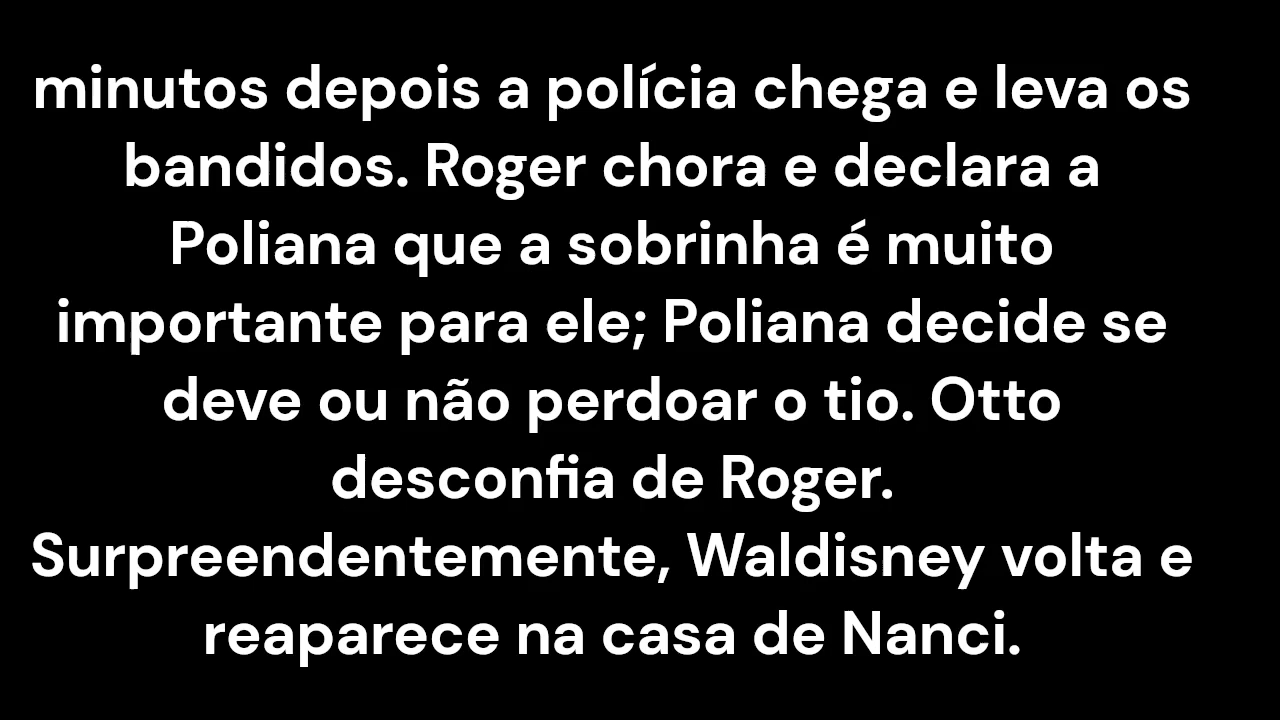 minutos depois a polícia chega e leva os
bandidos. Roger chora e declara a
Poliana que a sobrinha é muito
importante para ele; Poliana decide se
deve ou não perdoar o tio. Otto
desconfia de Roger.
Surpreendentemente, Waldisney volta e
reaparece na casa de Nanci.